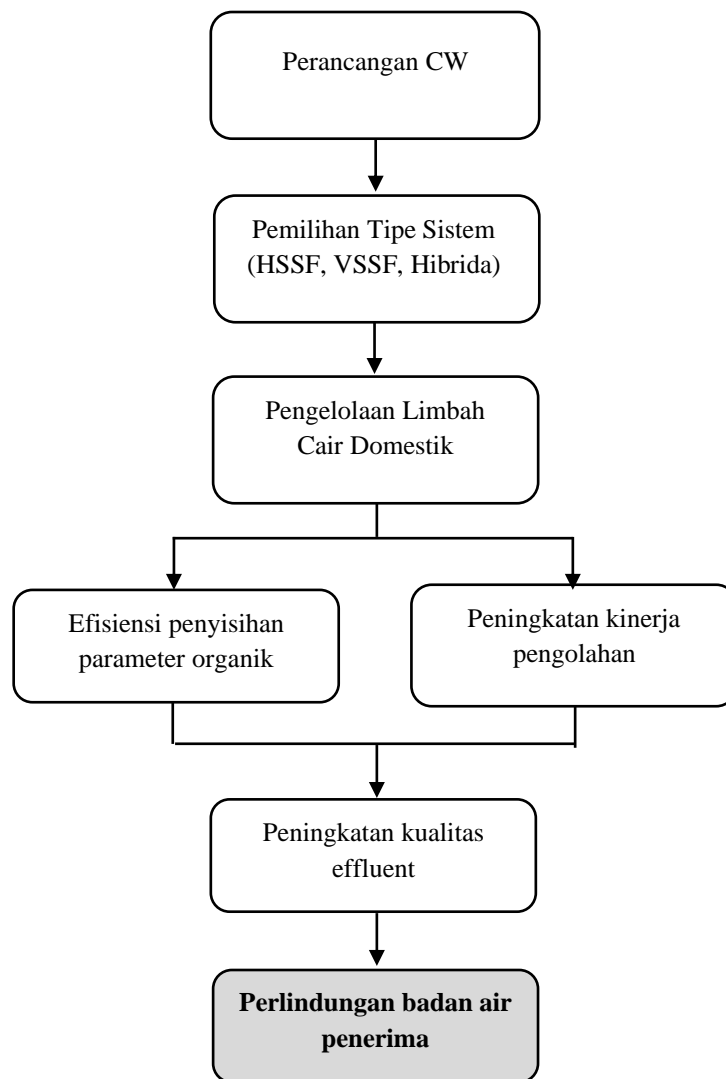 Perancangan CW
Pemilihan Tipe Sistem
(HSSF, VSSF, Hibrida)
Pengelolaan Limbah
Cair Domestik
Efisiensi penyisihan
parameter organik
Peningkatan kinerja
pengolahan
Peningkatan kualitas
effluent
Perlindungan badan air
penerima